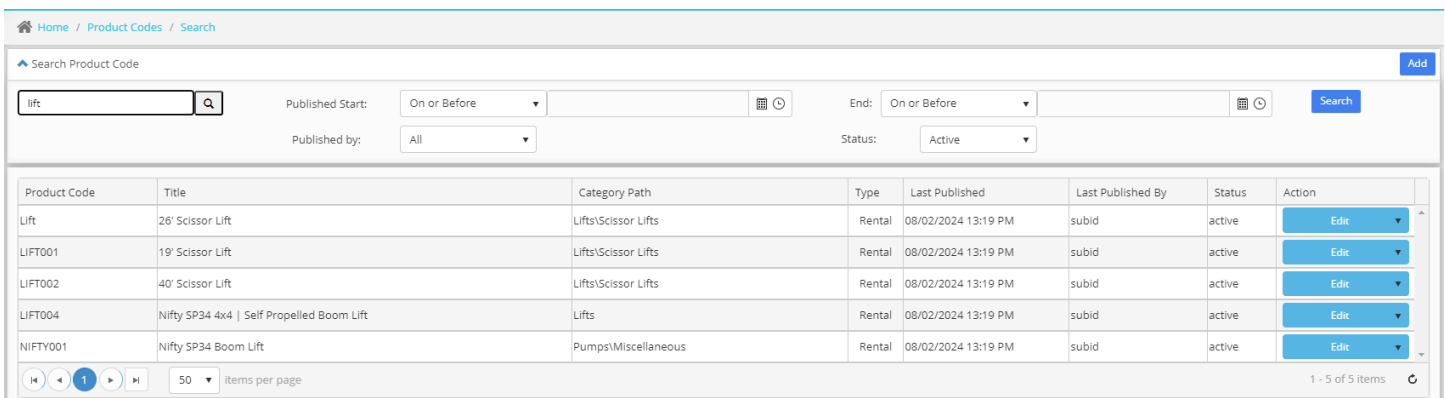 Home / Product Codes / Search
Search Product Code Add
lift Published Start: On or Before End: On or Before Search
Published by: All Status: Active
Product Code Title Category Path Type Last Published Last Published By Status Action
Lift 26' Scissor Lift Lifts\Scissor Lifts Rental 08/02/2024 13:19 PM subid active Edit
LIFT001 19' Scissor Lift Lifts\Scissor Lifts Rental 08/02/2024 13:19 PM subid active Edit
LIFT002 40' Scissor Lift Lifts\Scissor Lifts Rental 08/02/2024 13:19 PM subid active Edit
LIFT004 Nifty SP34 4x4 | Self Propelled Boom Lift Lifts Rental 08/02/2024 13:19 PM subid active Edit
NIFTY001 Nifty SP34 Boom Lift Pumps\Miscellaneous Rental 08/02/2024 13:19 PM subid active Edit
1 50 items per page 1 - 5 of 5 items